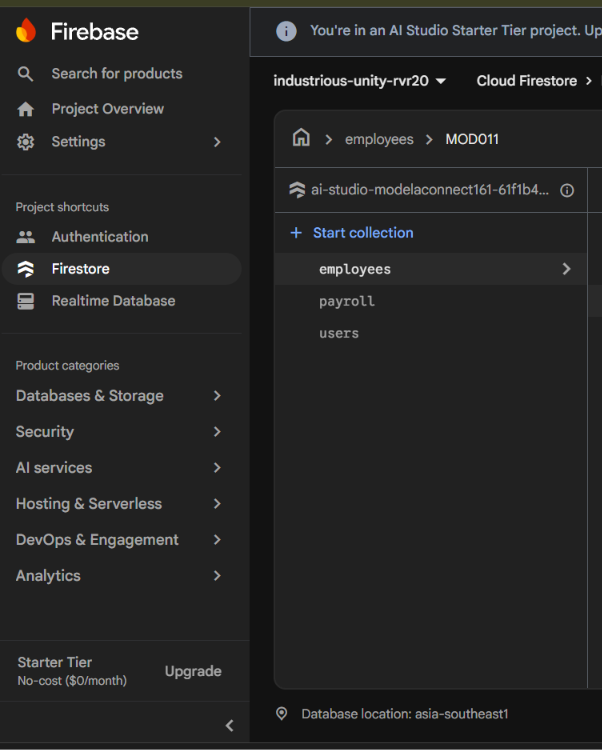 Firebase
Search for products
Project Overview
Settings
Project shortcuts
Authentication
Firestore
Realtime Database
Product categories
Databases & Storage
Security
AI services
Hosting & Serverless
DevOps & Engagement
Analytics
Starter Tier
No-cost ($0/month)
Upgrade
You're in an AI Studio Starter Tier project. Up
industrious-unity-rvr20
Cloud Firestore >
employees > MOD011
ai-studio-modelaconnect161-61f1b4...
+ Start collection
employees
payroll
users
Database location: asia-southeast1